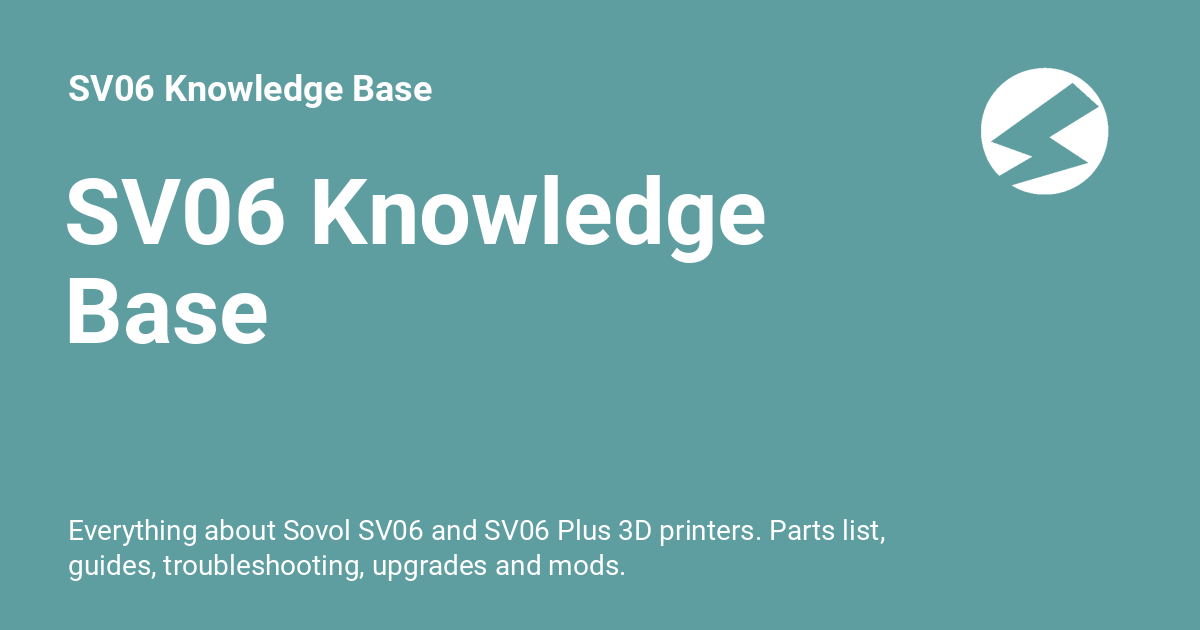 SV06 Knowledge Base
SV06 Knowledge
Base
Everything about Sovol SV06 and SV06 Plus 3D printers. Parts list,
guides, troubleshooting, upgrades and mods.